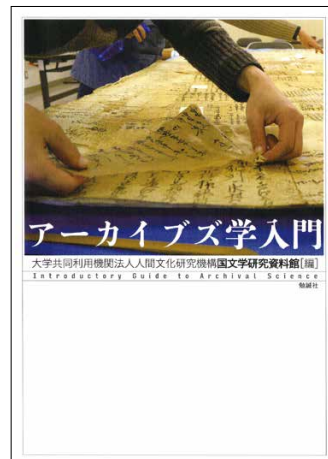 アーカイブズ学入門
大学共同利用機関法人人間文化研究機構国文学研究資料館[編]
Introductory Guide to Archival Science
勉誠社